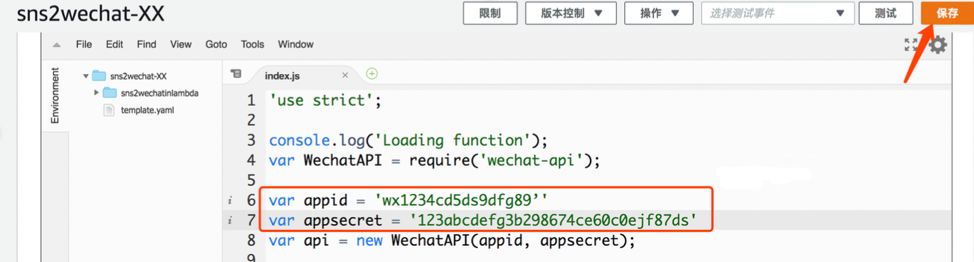 sns2wechat-XX
限制
版本控制
操作
选择测试事件
测试
保存
File Edit Find View Goto Tools Window
Environment
sns2wechat-XX
sns2wechatinlambda
template.yaml
index.js
1 'use strict';
2
3 console.log('Loading function');
4 var WechatAPI = require('wechat-api');
5
6 var appid = 'wx1234cd5ds9dfg89’'
7 var appsecret = '123abcdefg3b298674ce60c0ejf87ds'
8 var api = new WechatAPI(appid, appsecret);
9